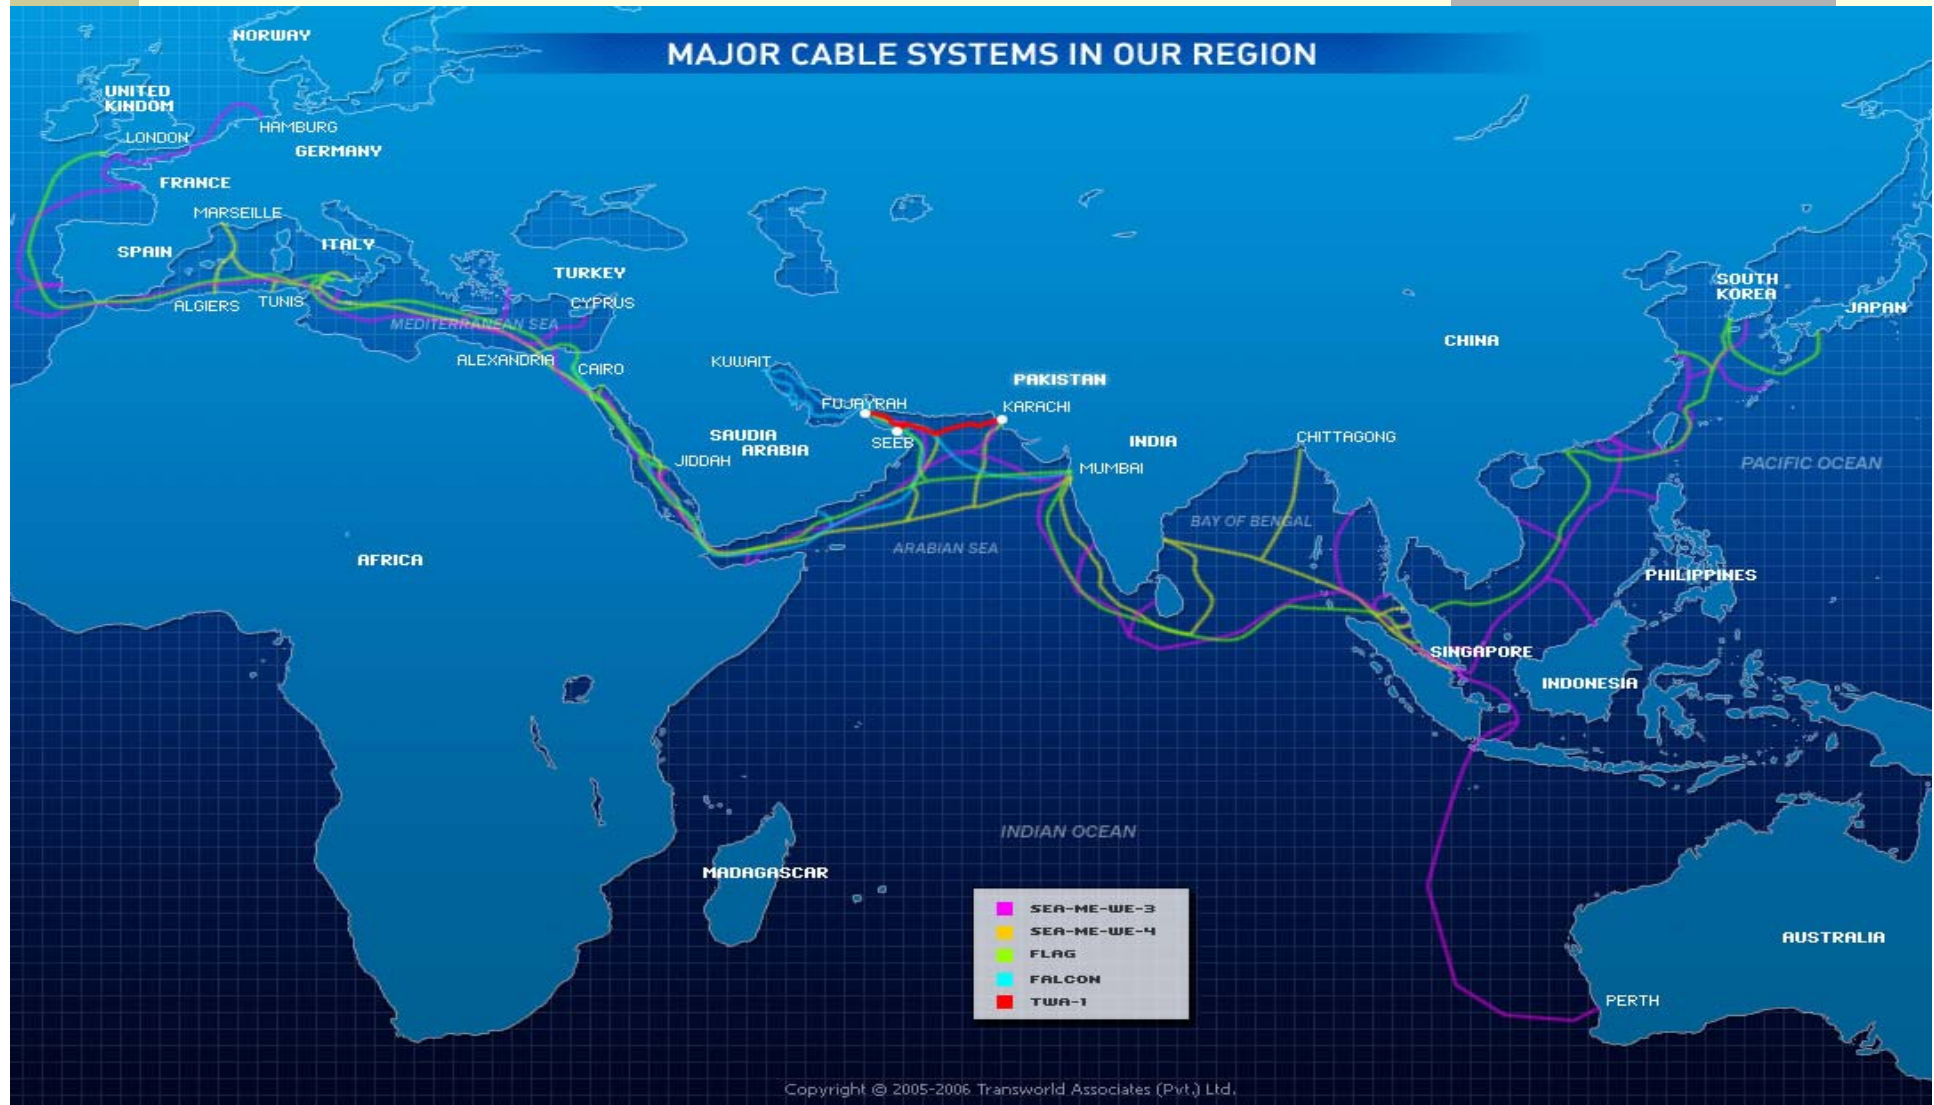 MAJOR CABLE SYSTEMS IN OUR REGION
NORWAY
UNITED
KINDOM
LONDON
HAMBURG
GERMANY
FRANCE
MARSEILLE
SPAIN
ITALY
TURKEY
ALGIERS
TUNIS
CYPRUS
MEDITERRANEAN SEA
ALEXANDRIA
CAIRO
KUWAIT
FUJAYRAH
PAKISTAN
KARACHI
SAUDIA
ARABIA
SEEB
JIDDAH
INDIA
MUMBAI
CHITTAGONG
CHINA
SOUTH
KOREA
JAPAN
PACIFIC OCEAN
BAY OF BENGAL
ARABIAN SEA
AFRICA
PHILIPPINES
SINGAPORE
INDONESIA
INDIAN OCEAN
MADAGASCAR
AUSTRALIA
PERTH
SEA-ME-WE-3
SEA-ME-WE-4
FLAG
FALCON
TWA-1
Copyright © 2005-2006 Transworld Associates (Pvt.) Ltd.